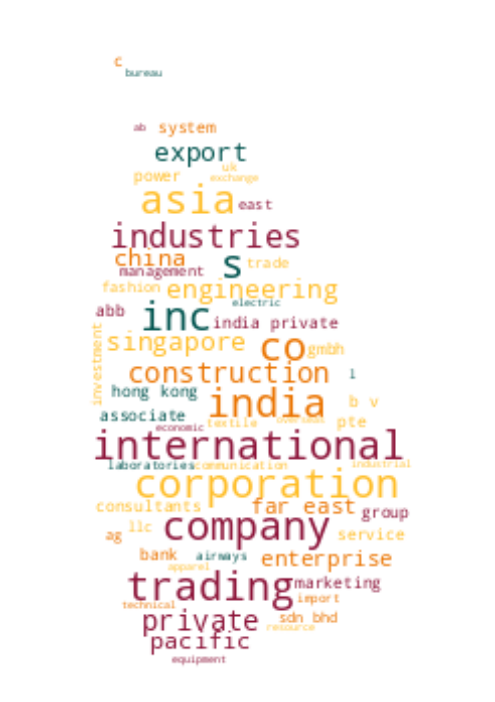 c
bureau
ab system
export
uk
power exchange
asia east
industries
china s trade
management
fashion engineering
electric
abb inc india private
investment
singapore co gmbh
construction l
hong kong india b v
associate textile overseas pte
economic
international
laboratories communication industrial
corporation
consultants far east group
ag llc company service
bank airways enterprise
apparel
trading marketing
technical import
private sdn bhd
resource
pacific
equipment